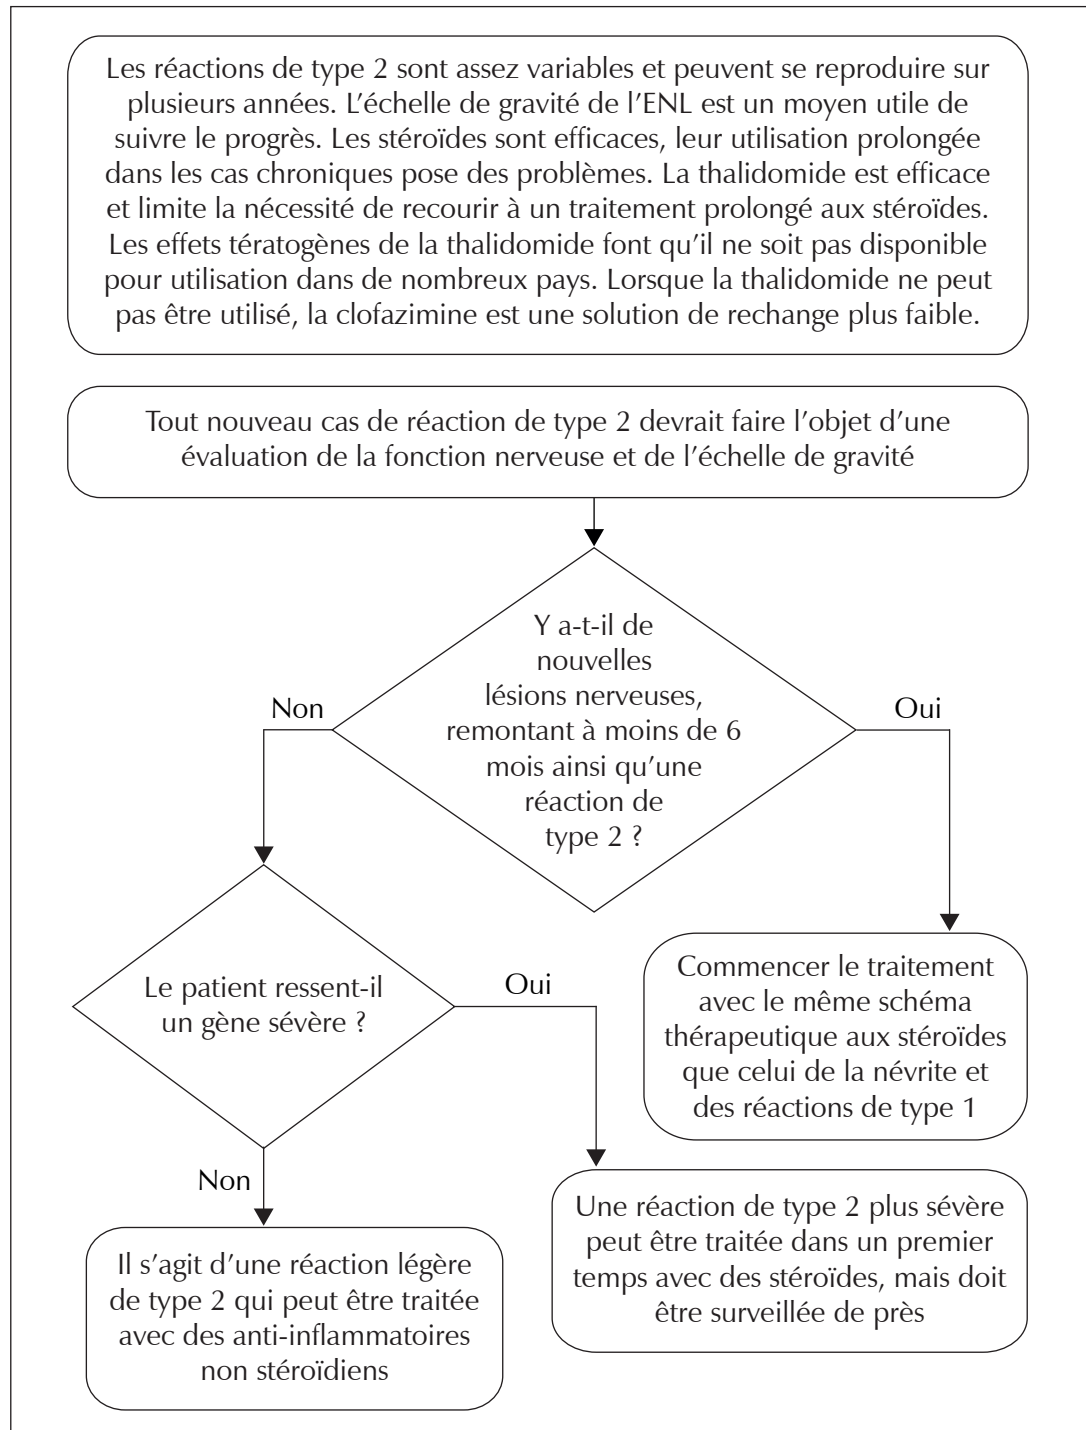 Les réactions de type 2 sont assez variables et peuvent se reproduire sur
plusieurs années. L’échelle de gravité de l’ENL est un moyen utile de
suivre le progrès. Les stéroïdes sont efficaces, leur utilisation prolongée
dans les cas chroniques pose des problèmes. La thalidomide est efficace
et limite la nécessité de recourir à un traitement prolongé aux stéroïdes.
Les effets tératogènes de la thalidomide font qu’il ne soit pas disponible
pour utilisation dans de nombreux pays. Lorsque la thalidomide ne peut
pas être utilisé, la clofazimine est une solution de rechange plus faible.
Tout nouveau cas de réaction de type 2 devrait faire l’objet d’une
évaluation de la fonction nerveuse et de l’échelle de gravité
Y a-t-il de
nouvelles
lésions nerveuses,
remontant à moins de 6
mois ainsi qu’une
réaction de
type 2 ?
Non
Oui
Le patient ressent-il
un gène sévère ?
Oui
Non
Commencer le traitement
avec le même schéma
thérapeutique aux stéroïdes
que celui de la névrite et
des réactions de type 1
Une réaction de type 2 plus sévère
peut être traitée dans un premier
temps avec des stéroïdes, mais doit
être surveillée de près
Il s’agit d’une réaction légère
de type 2 qui peut être traitée
avec des anti-inflammatoires
non stéroïdiens